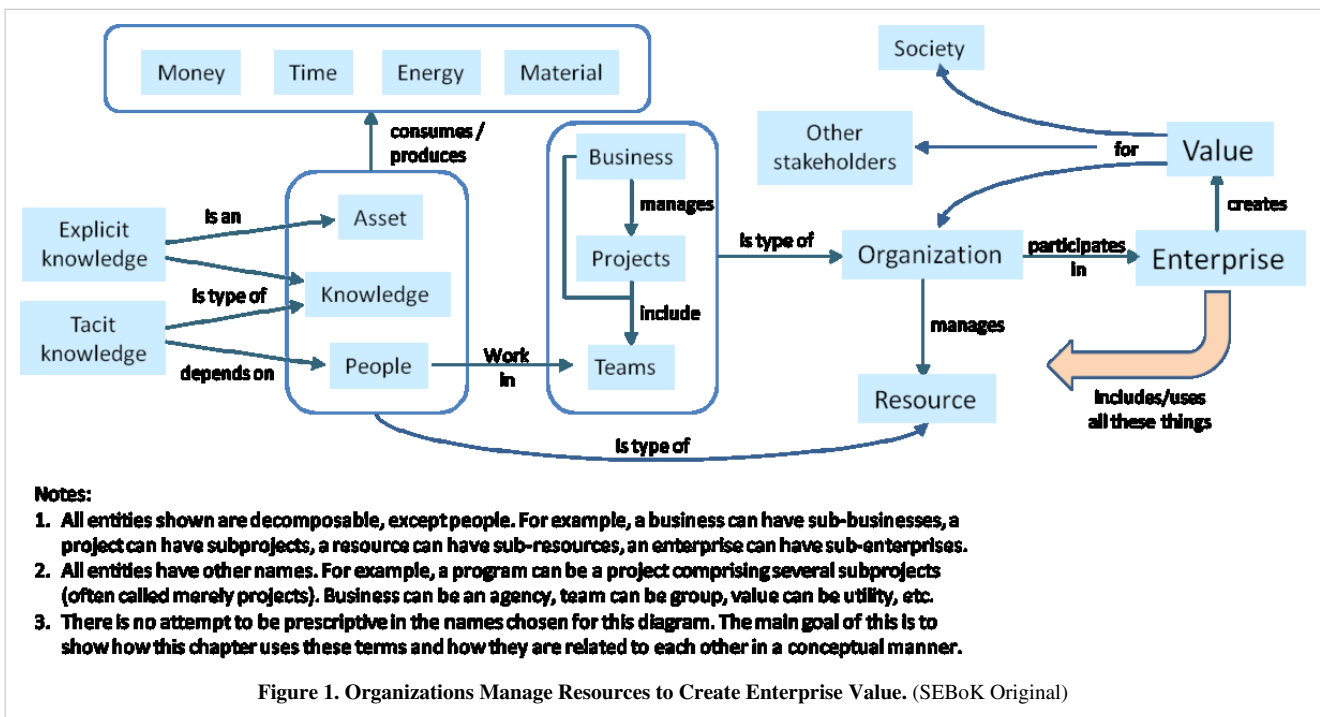 Money
Time
Energy
Material
Society
consumes /
produces
Business
Other
stakeholders
for
Value
manages
creates
Explicit
knowledge
is an
Asset
Projects
is type of
Organization
participates
in
Enterprise
is type of
Knowledge
include
manages
Tacit
knowledge
depends on
People
Work
in
Teams
Resource
includes/uses
all these things
is type of
Notes:
1. All entities shown are decomposable, except people. For example, a business can have sub-businesses, a
project can have subprojects, a resource can have sub-resources, an enterprise can have sub-enterprises.
2. All entities have other names. For example, a program can be a project comprising several subprojects
(often called merely projects). Business can be an agency, team can be group, value can be utility, etc.
3. There is no attempt to be prescriptive in the names chosen for this diagram. The main goal of this is to
show how this chapter uses these terms and how they are related to each other in a conceptual manner.
Figure 1. Organizations Manage Resources to Create Enterprise Value. (SEBoK Original)